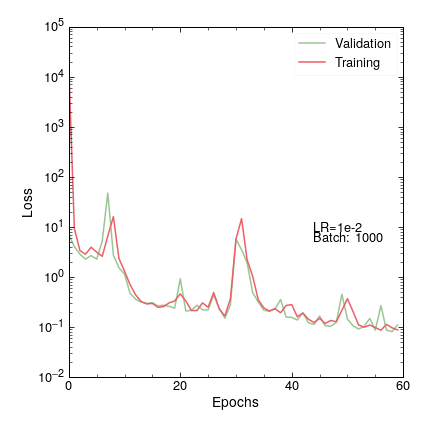 10^5
10^4
10^3
10^2
10^1
10^0
10^-1
10^-2
0 20 40 60
Epochs
Loss
Validation
Training
LR=1e-2
Batch: 1000